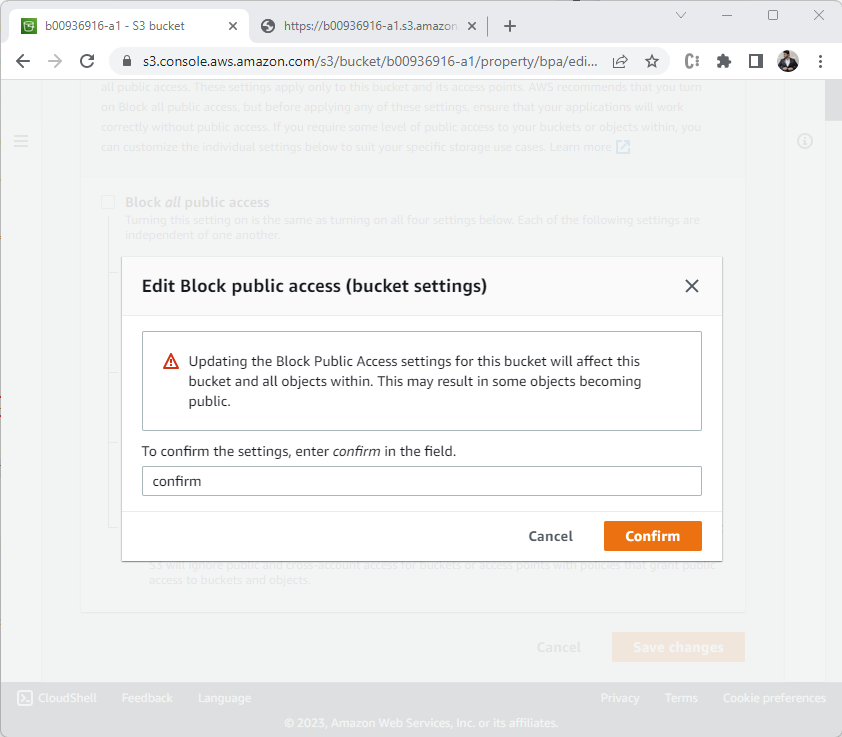 b00936916-a1 - S3 bucket
https://b00936916-a1.s3.amazon
s3.console.aws.amazon.com/s3/bucket/b00936916-a1/property/bpa/edi...
all public access. These settings apply only to this bucket and its access points. AWS recommends that you turn
on Block all public access, but before applying any of these settings, ensure that your applications will work
correctly without public access. If you require some level of public access to your buckets or objects within, you
can customize the individual settings below to suit your specific storage use cases. Learn more
Block all public access
Turning this setting on is the same as turning on all four settings below. Each of the following settings are
independent of one another.
Edit Block public access (bucket settings)
Updating the Block Public Access settings for this bucket will affect this
bucket and all objects within. This may result in some objects becoming
public.
To confirm the settings, enter confirm in the field.
confirm
Cancel
Confirm
S3 will ignore public and cross-account access for buckets or access points with policies that grant public
access to buckets and objects.
Cancel
Save changes
CloudShell
Feedback
Language
Privacy
Terms
Cookie preferences
© 2023, Amazon Web Services, Inc. or its affiliates.